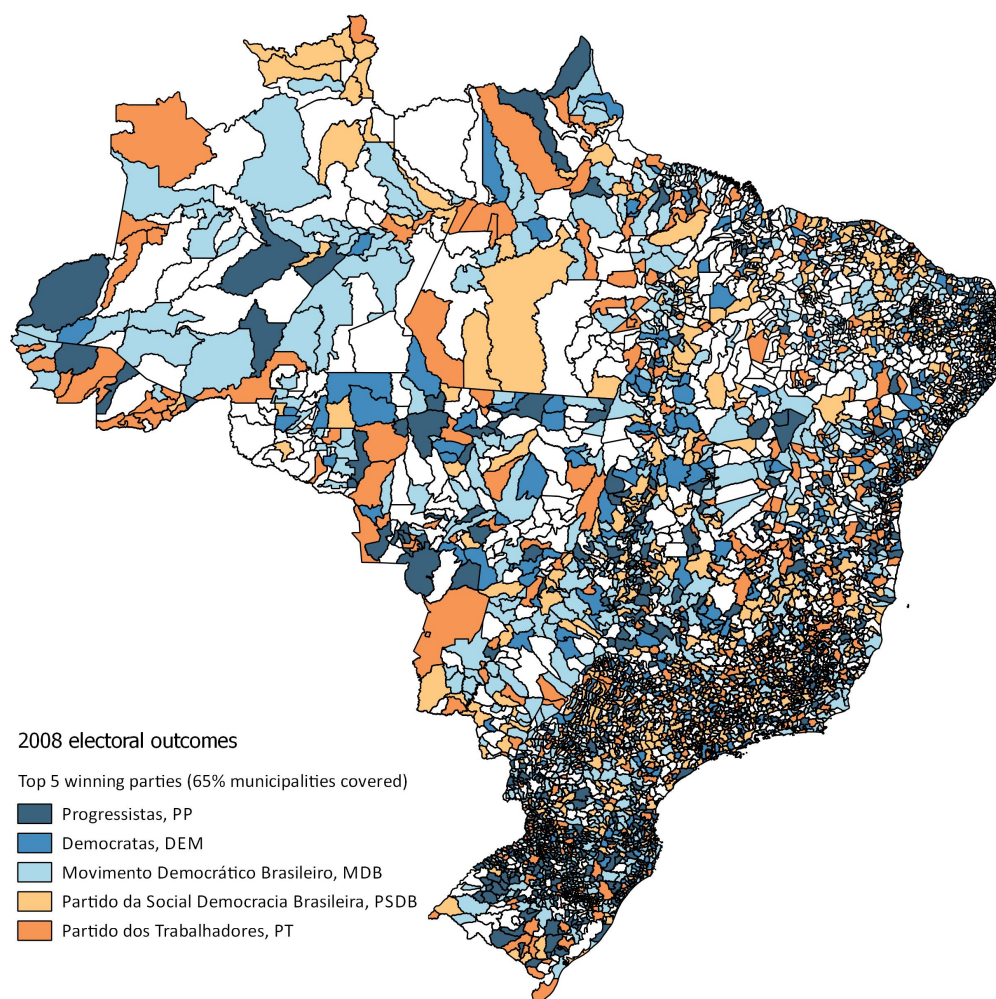 2008 electoral outcomes
Top 5 winning parties (65% municipalities covered)
Progressistas, PP
Democratas, DEM
Movimento Democrático Brasileiro, MDB
Partido da Social Democracia Brasileira, PSDB
Partido dos Trabalhadores, PT